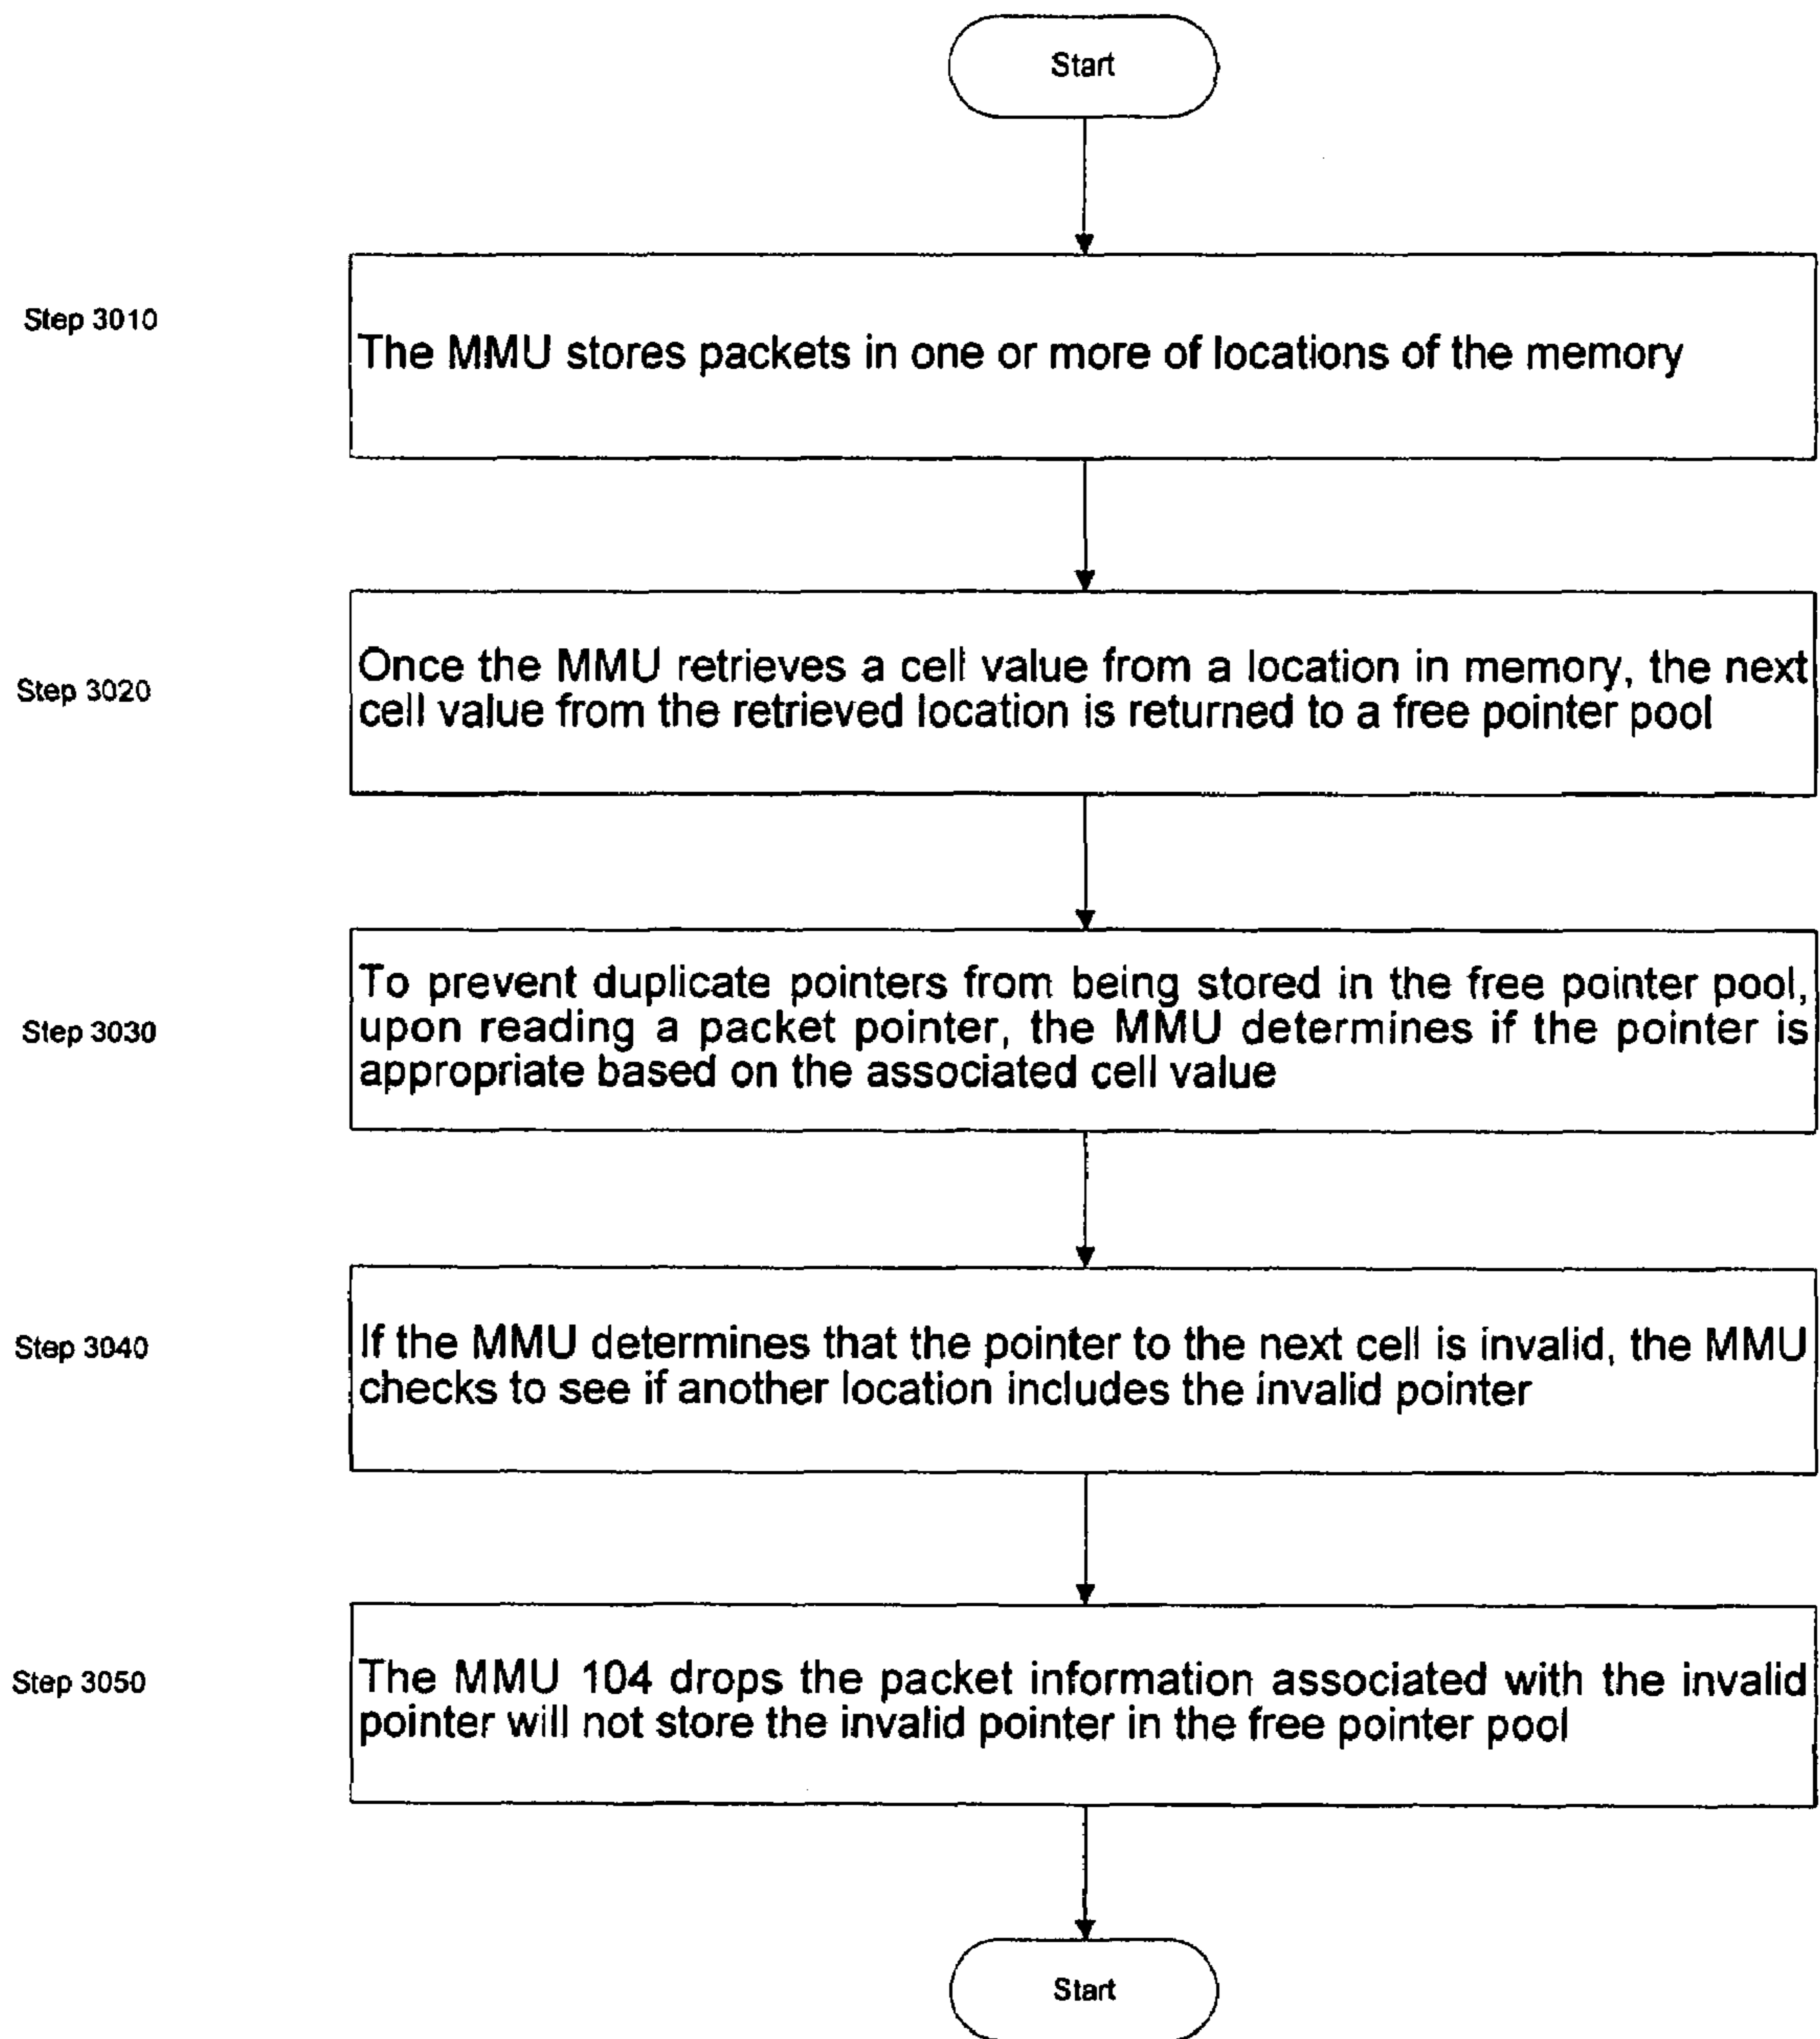 Start
Step 3010
The MMU stores packets in one or more of locations of the memory
Step 3020
Once the MMU retrieves a cell value from a location in memory, the next
cell value from the retrieved location is returned to a free pointer pool
Step 3030
To prevent duplicate pointers from being stored in the free pointer pool,
upon reading a packet pointer, the MMU determines if the pointer is
appropriate based on the associated cell value
Step 3040
If the MMU determines that the pointer to the next cell is invalid, the MMU
checks to see if another location includes the invalid pointer
Step 3050
The MMU 104 drops the packet information associated with the invalid
pointer will not store the invalid pointer in the free pointer pool
Start